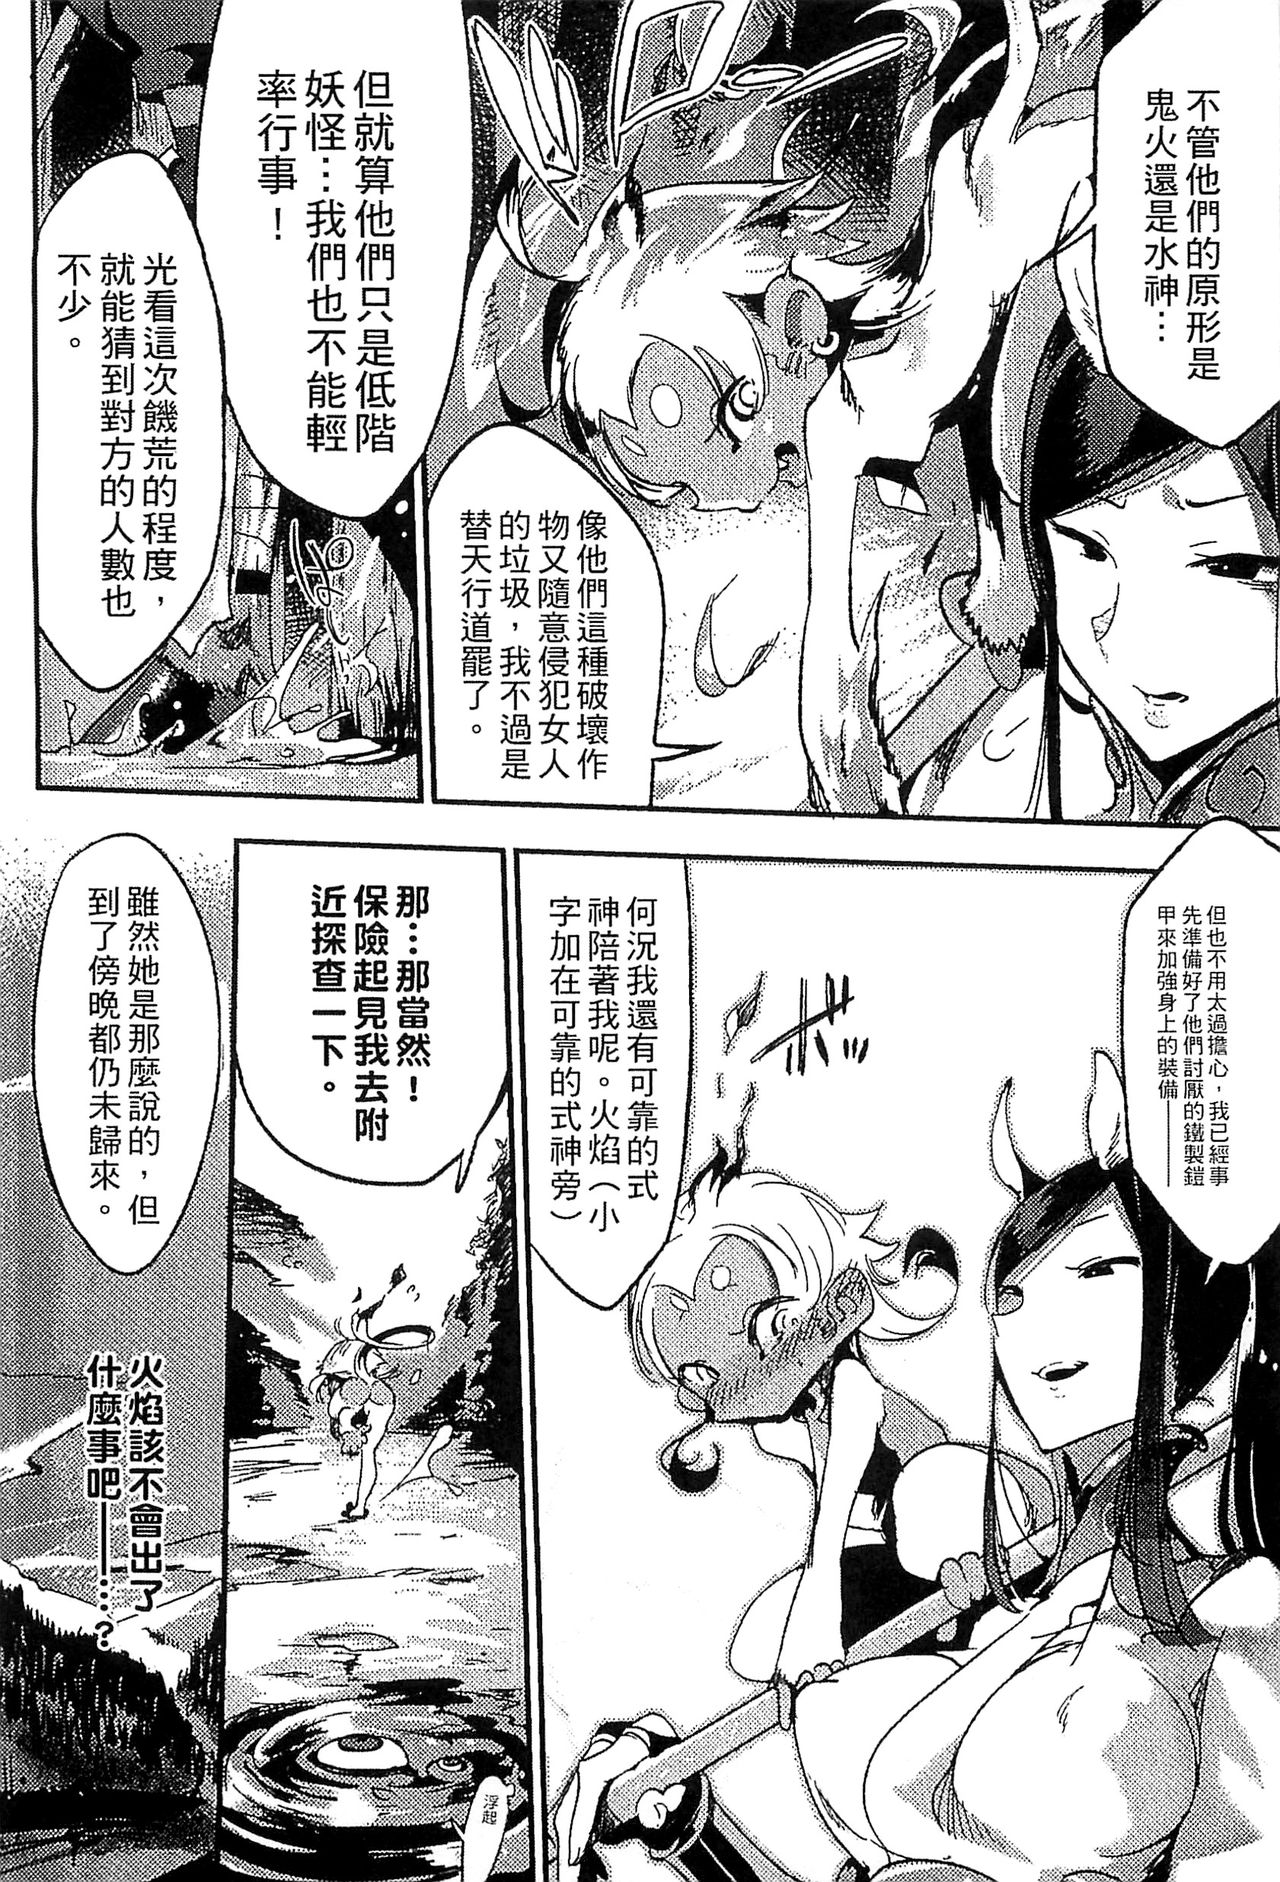 不管他們的原形是
鬼火還是水神…
像他們這種破壞作
物又隨意侵犯女人
的垃圾，我不過是
替天行道罷了。
但就算他們只是低階
妖怪…我們也不能輕
率行事！
光看這次饑荒的程度，
就能猜到對方的人數也
不少。
但也不用太過擔心，我已經事
先準備好了他們討厭的鐵製鎧
甲來加強身上的裝備——
何況我還有可靠的式
神陪著我呢。火焰（小
字加在可靠的式神旁）
ボッ
那…那當然！
保險起見我去附
近探查一下。
浮起
雖然她是那麼說的，但
到了傍晚都仍未歸來。
火焰該不會出了
什麼事吧——…？